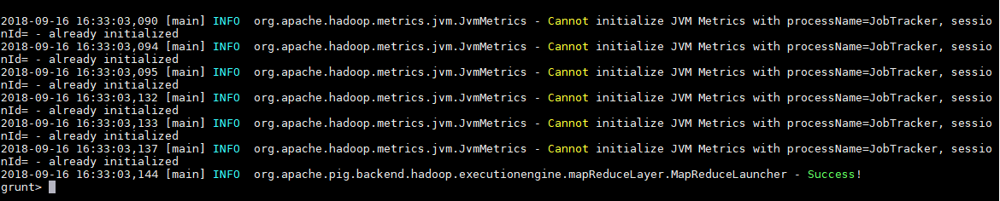 2018-09-16 16:33:03,090 [main] INFO  org.apache.hadoop.metrics.jvm.JvmMetrics - Cannot initialize JVM Metrics with processName=JobTracker, sessio
nId= - already initialized
2018-09-16 16:33:03,094 [main] INFO  org.apache.hadoop.metrics.jvm.JvmMetrics - Cannot initialize JVM Metrics with processName=JobTracker, sessio
nId= - already initialized
2018-09-16 16:33:03,095 [main] INFO  org.apache.hadoop.metrics.jvm.JvmMetrics - Cannot initialize JVM Metrics with processName=JobTracker, sessio
nId= - already initialized
2018-09-16 16:33:03,132 [main] INFO  org.apache.hadoop.metrics.jvm.JvmMetrics - Cannot initialize JVM Metrics with processName=JobTracker, sessio
nId= - already initialized
2018-09-16 16:33:03,133 [main] INFO  org.apache.hadoop.metrics.jvm.JvmMetrics - Cannot initialize JVM Metrics with processName=JobTracker, sessio
nId= - already initialized
2018-09-16 16:33:03,137 [main] INFO  org.apache.hadoop.metrics.jvm.JvmMetrics - Cannot initialize JVM Metrics with processName=JobTracker, sessio
nId= - already initialized
2018-09-16 16:33:03,144 [main] INFO  org.apache.pig.backend.hadoop.executionengine.mapReduceLayer.MapReduceLauncher - Success!
grunt>